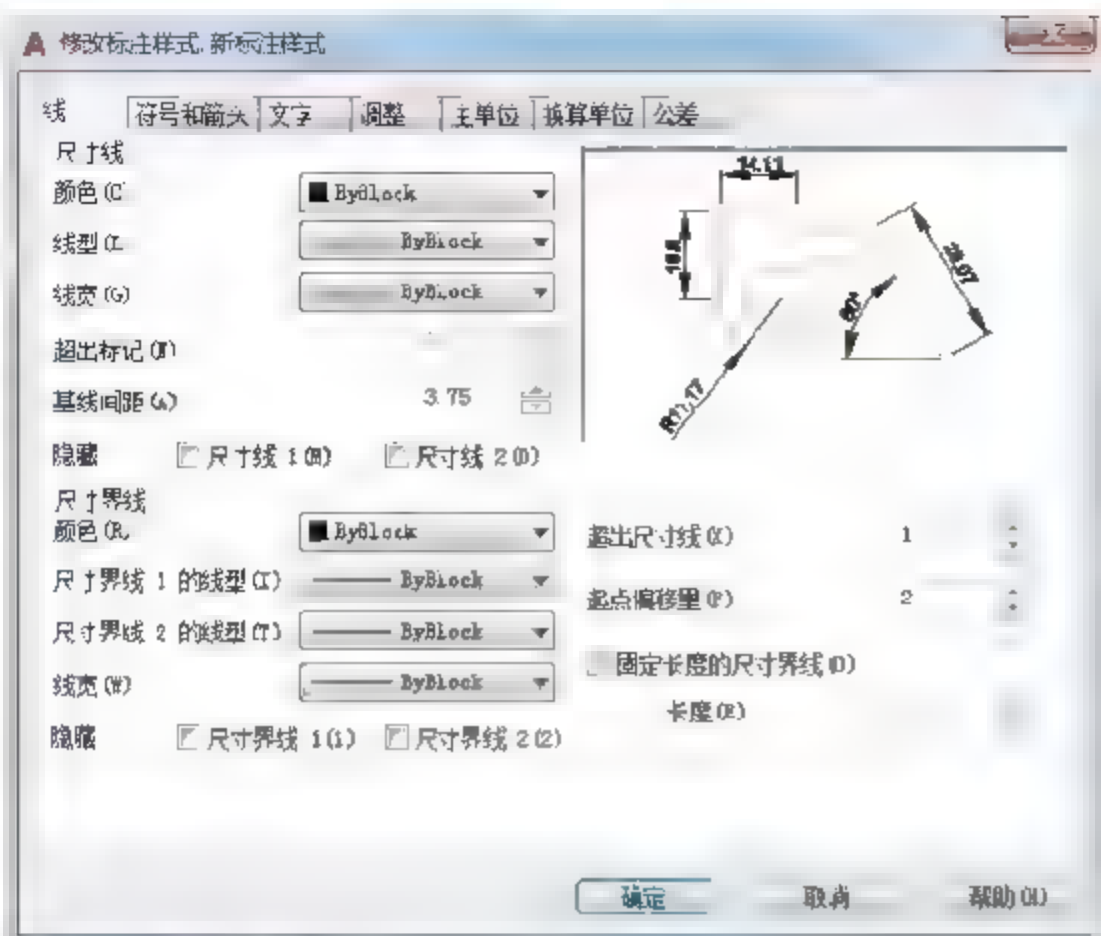 修改标注样式: 新标注样式
线 符号和箭头 文字 调整 主单位 换算单位 公差
尺寸线
颜色(C) ByBlock
线型(L) ByBlock
线宽(G) ByBlock
超出标记(N)
基线间距(A) 3.75
隐藏 尺寸线 1(M) 尺寸线 2(D)
14.11
60°
R11.17
尺寸界线
颜色(R) ByBlock
尺寸界线 1 的线型(I) ByBlock
尺寸界线 2 的线型(T) ByBlock
线宽(W) ByBlock
隐藏 尺寸界线 1(1) 尺寸界线 2(2)
超出尺寸线(X) 1
起点偏移量(F) 2
固定长度的尺寸界线(O)
长度(E)
确定 取消 帮助(H)